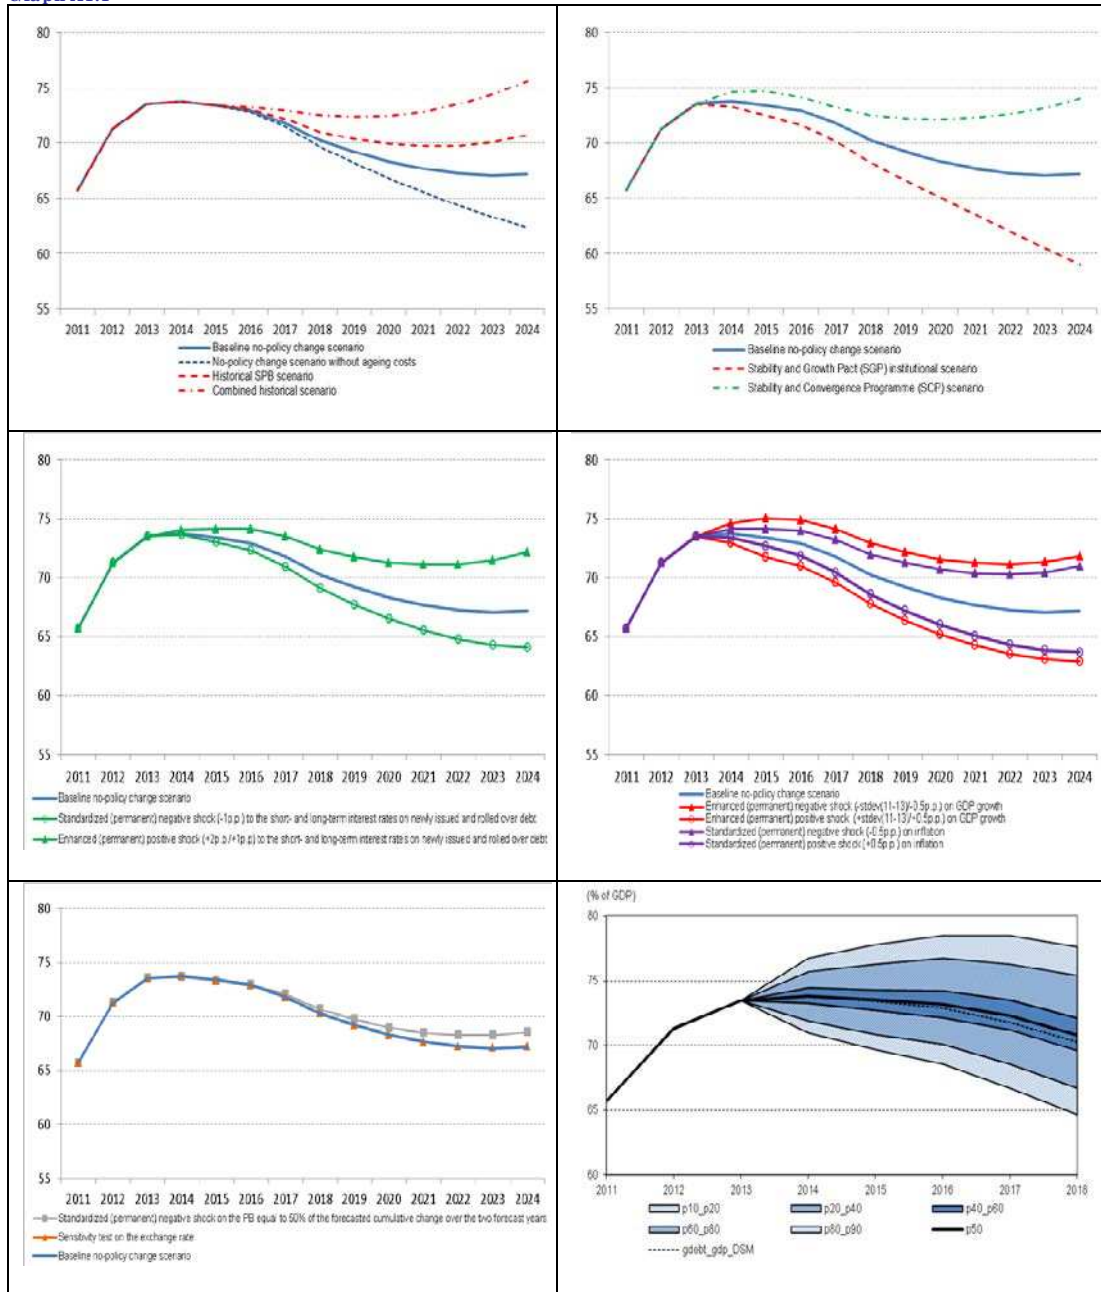 80
75
70
65
60
55
2011 2012 2013 2014 2015 2016 2017 2018 2019 2020 2021 2022 2023 2024
Baseline no-policy change scenario
No-policy change scenario without ageing costs
Historical SPB scenario
Combined historical scenario
80
75
70
65
60
55
2011 2012 2013 2014 2015 2016 2017 2018 2019 2020 2021 2022 2023 2024
Baseline no-policy change scenario
Stability and Growth Pact (SGP) institutional scenario
Stability and Convergence Programme (SCP) scenario
80
75
70
65
60
55
2011 2012 2013 2014 2015 2016 2017 2018 2019 2020 2021 2022 2023 2024
Baseline no-policy change scenario
Standardized (permanent) negative shock (-1p.p.) to the short- and long-term interest rates on newly issued and rolled over debt
Enhanced (permanent) positive shock (+2p.p./+1p.p.) to the short- and long-term interest rates on newly issued and rolled over debt
80
75
70
65
60
55
2011 2012 2013 2014 2015 2016 2017 2018 2019 2020 2021 2022 2023 2024
Baseline no-policy change scenario
Enhanced (permanent) negative shock (-stdev(11-13)/-0.5p.p.) on GDP growth
Enhanced (permanent) positive shock (+stdev(11-13)/+0.5p.p.) on GDP growth
Standardized (permanent) negative shock (-0.5p.p.) on inflation
Standardized (permanent) positive shock (+0.5p.p.) on inflation
80
75
70
65
60
55
2011 2012 2013 2014 2015 2016 2017 2018 2019 2020 2021 2022 2023 2024
Standardized (permanent) negative shock on the PB equal to 50% of the forecasted cumulative change over the two forecast years
Sensitivity test on the exchange rate
Baseline no-policy change scenario
(% of GDP)
80
75
70
65
60
2011 2012 2013 2014 2015 2016 2017 2018
p10_p20 p20_p40 p40_p60
p60_p80 p80_p90 p50
gdebt_gdp_DSM